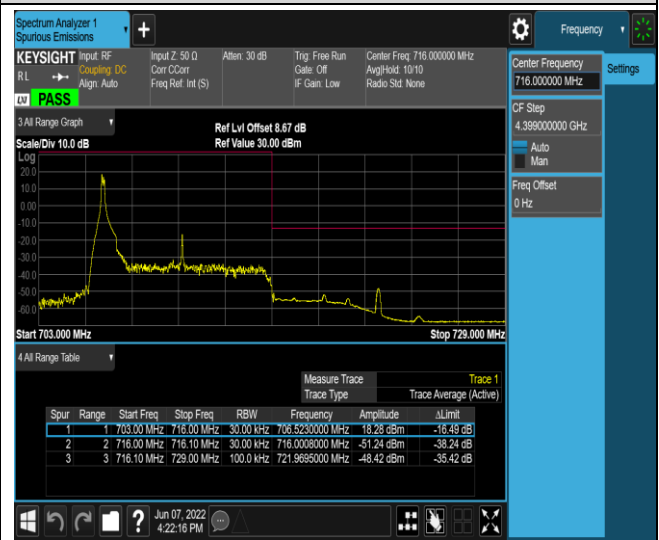 Spectrum Analyzer 1
Spurious Emissions
Frequency
KEYSIGHT Input: RF Input Z: 50 Ω Atten: 30 dB Trig: Free Run Center Freq: 716.000000 MHz
R L Coupling: DC Corr CCorr Gate: Off Avg|Hold: 10/10
Align: Auto Freq Ref: Int (S) IF Gain: Low Radio Std: None
LXI PASS
Center Frequency
716.000000 MHz
Settings
CF Step
4.399000000 GHz
Auto
Man
Freq Offset
0 Hz
3 All Range Graph
Ref Lvl Offset 8.67 dB
Scale/Div 10.0 dB Ref Value 30.00 dBm
Log
20.0
10.0
0.00
-10.0
-20.0
-30.0
-40.0
-50.0
-60.0
Start 703.000 MHz Stop 729.000 MHz
4 All Range Table
Measure Trace Trace 1
Trace Type Trace Average (Active)
Spur Range Start Freq Stop Freq RBW Frequency Amplitude ΔLimit
1 1 703.00 MHz 716.00 MHz 30.00 kHz 706.5230000 MHz 18.28 dBm -16.49 dB
2 2 716.00 MHz 716.10 MHz 30.00 kHz 716.0008000 MHz -51.24 dBm -38.24 dB
3 3 716.10 MHz 729.00 MHz 100.0 kHz 721.9695000 MHz -48.42 dBm -35.42 dB
Jun 07, 2022
4:22:16 PM